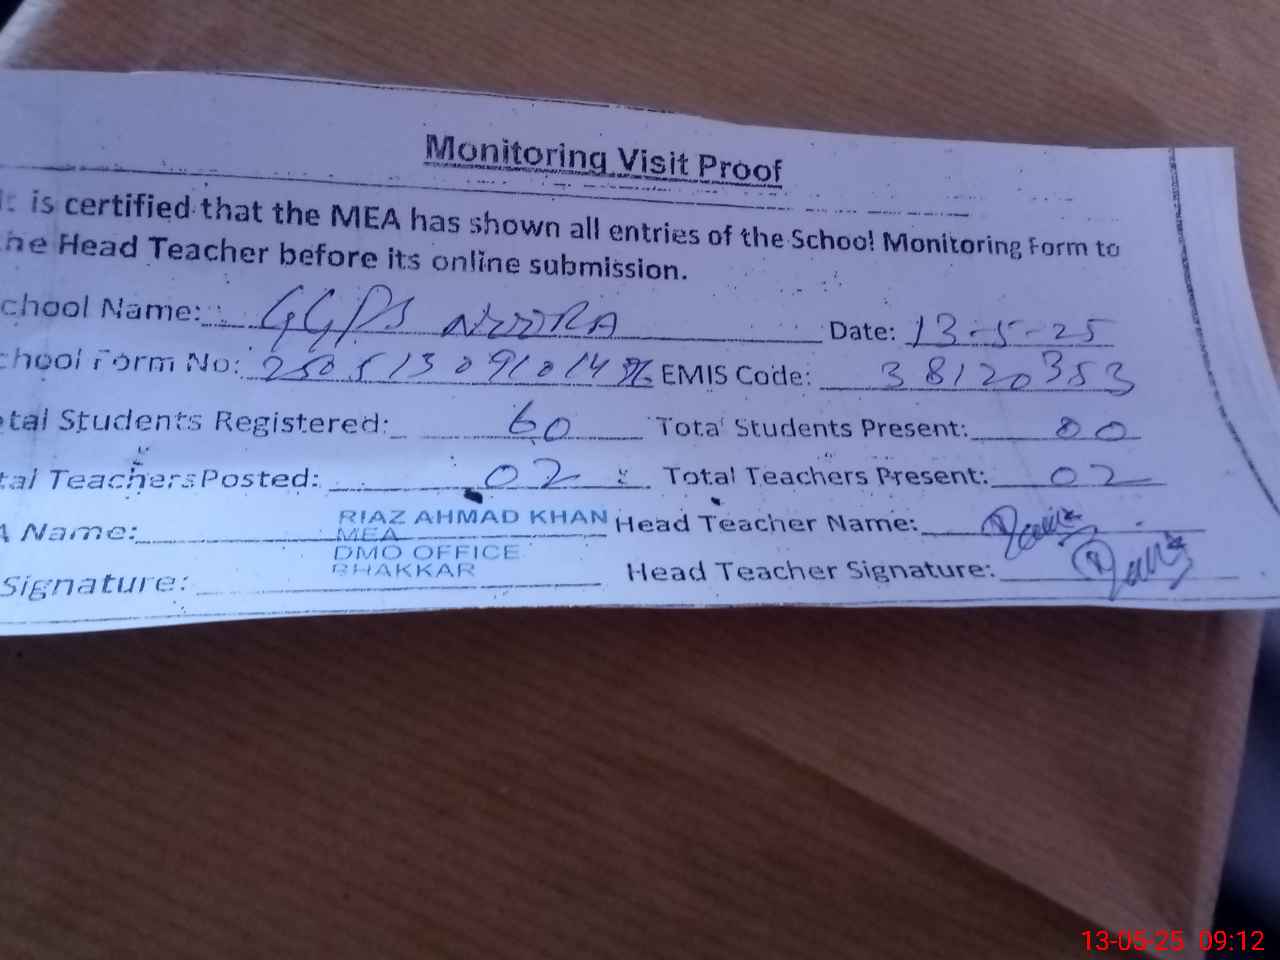 Monitoring Visit Proof
It is certified that the MEA has shown all entries of the School Monitoring Form to
he Head Teacher before its online submission.
chool Name: GGPS NOORA Date: 13-5-25
chool Form No: EMIS Code: 38120353
tal Students Registered: 60 Total Students Present: 00
tal Teachers Posted: 02 Total Teachers Present: 02
A Name: RIAZ AHMAD KHAN Head Teacher Name:
MEA
DMO OFFICE
Signature: BHAKKAR Head Teacher Signature:
13-05-25 09:12